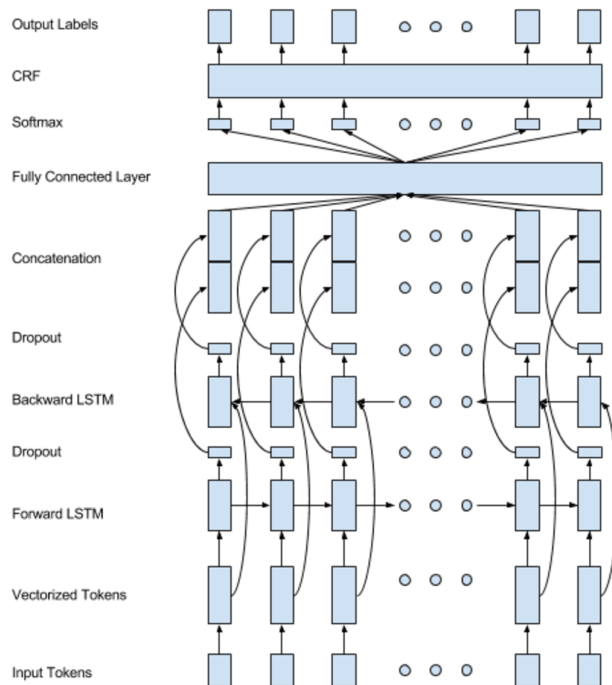 Output Labels
CRF
Softmax
Fully Connected Layer
Concatenation
Dropout
Backward LSTM
Dropout
Forward LSTM
Vectorized Tokens
Input Tokens